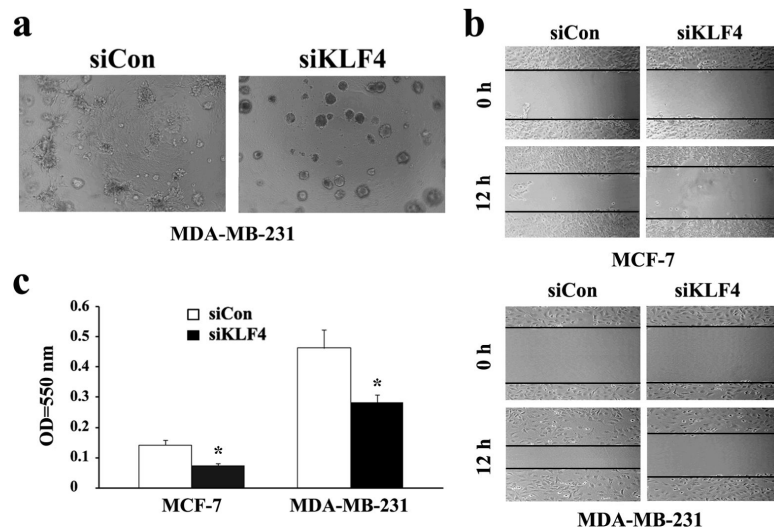 a
siCon siKLF4
MDA-MB-231
b
siCon siKLF4
0 h
12 h
MCF-7
siCon siKLF4
0 h
12 h
MDA-MB-231
c
0.6
0.5
0.4
0.3
0.2
0.1
0
OD=550 nm
siCon
siKLF4
*
*
MCF-7 MDA-MB-231